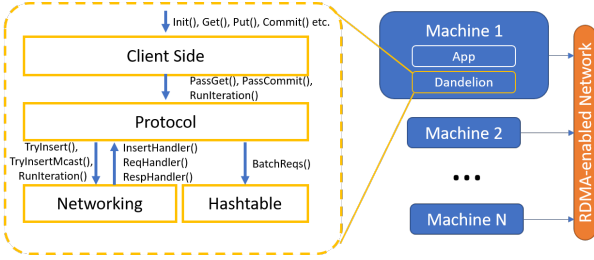 Init(), Get(), Put(), Commit() etc.
Client Side
PassGet(), PassCommit(),
RunIteration()
Protocol
TryInsert(),
TryInsertMcast(),
RunIteration()
InsertHandler()
ReqHandler()
RespHandler()
BatchReqs()
Networking
Hashtable
Machine 1
App
Dandelion
Machine 2
...
Machine N
RDMA-enabled Network